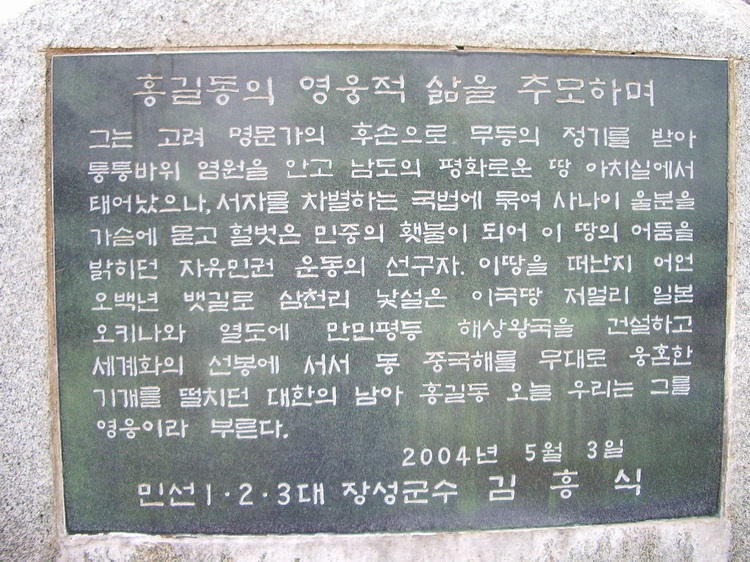 홍길동의 영웅적 삶을 추모하며
그는 고려 명문가의 후손으로 무등의 정기를 받아
통통바위 염원을 안고 남도의 평화로운 땅 아치실에서
태어났으나, 서자를 차별하는 국법에 묶여 사나이 울분을
가슴에 묻고 헐벗은 민중의 횃불이 되어 이 땅의 어둠을
밝히던 자유민권 운동의 선구자. 이땅을 떠난지 어언
오백년 뱃길로 삼천리 낯설은 이국땅 저멀리 일본
오키나와 열도에 만민평등 해상왕국을 건설하고
세계화의 선봉에 서서 동 중국해를 무대로 웅혼한
기개를 떨치던 대한의 남아 홍길동 오늘 우리는 그를
영웅이라 부른다.
2004년 5월 3일
민선1·2·3대 장성군수 김 흥 식